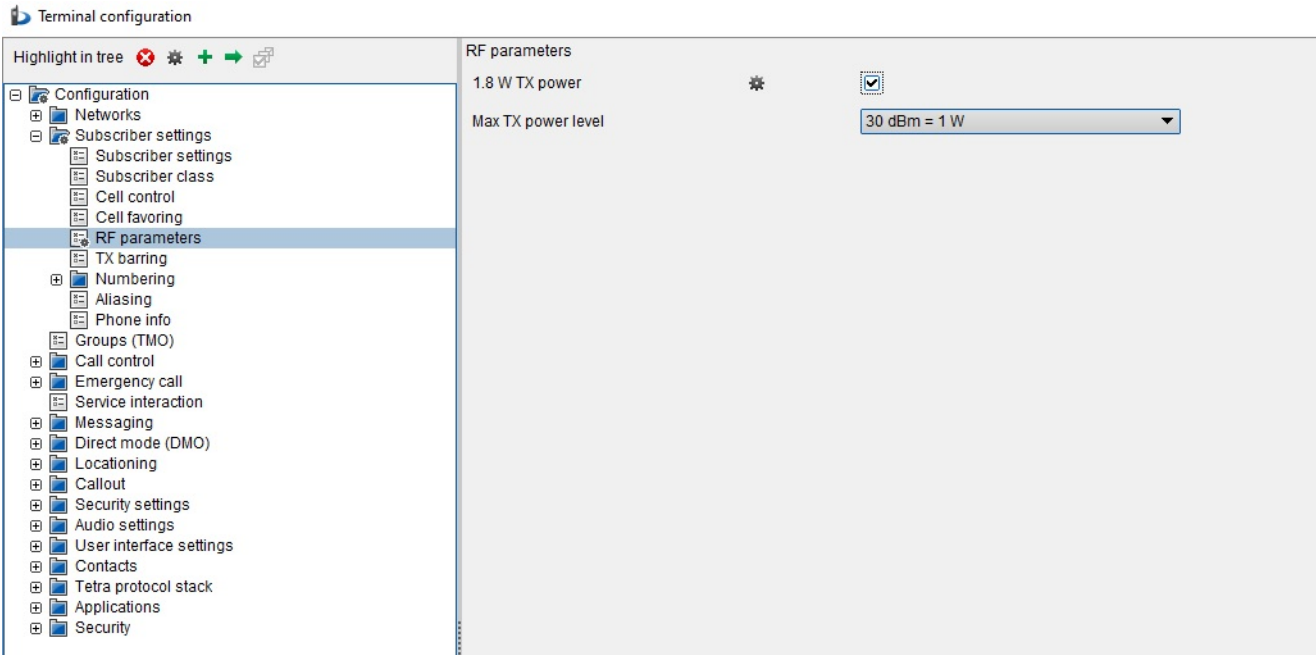 Terminal configuration
Highlight in tree
Configuration
Networks
Subscriber settings
Subscriber settings
Subscriber class
Cell control
Cell favoring
RF parameters
TX barring
Numbering
Aliasing
Phone info
Groups (TMO)
Call control
Emergency call
Service interaction
Messaging
Direct mode (DMO)
Locationing
Callout
Security settings
Audio settings
User interface settings
Contacts
Tetra protocol stack
Applications
Security
RF parameters
1.8 W TX power
Max TX power level 30 dBm = 1 W